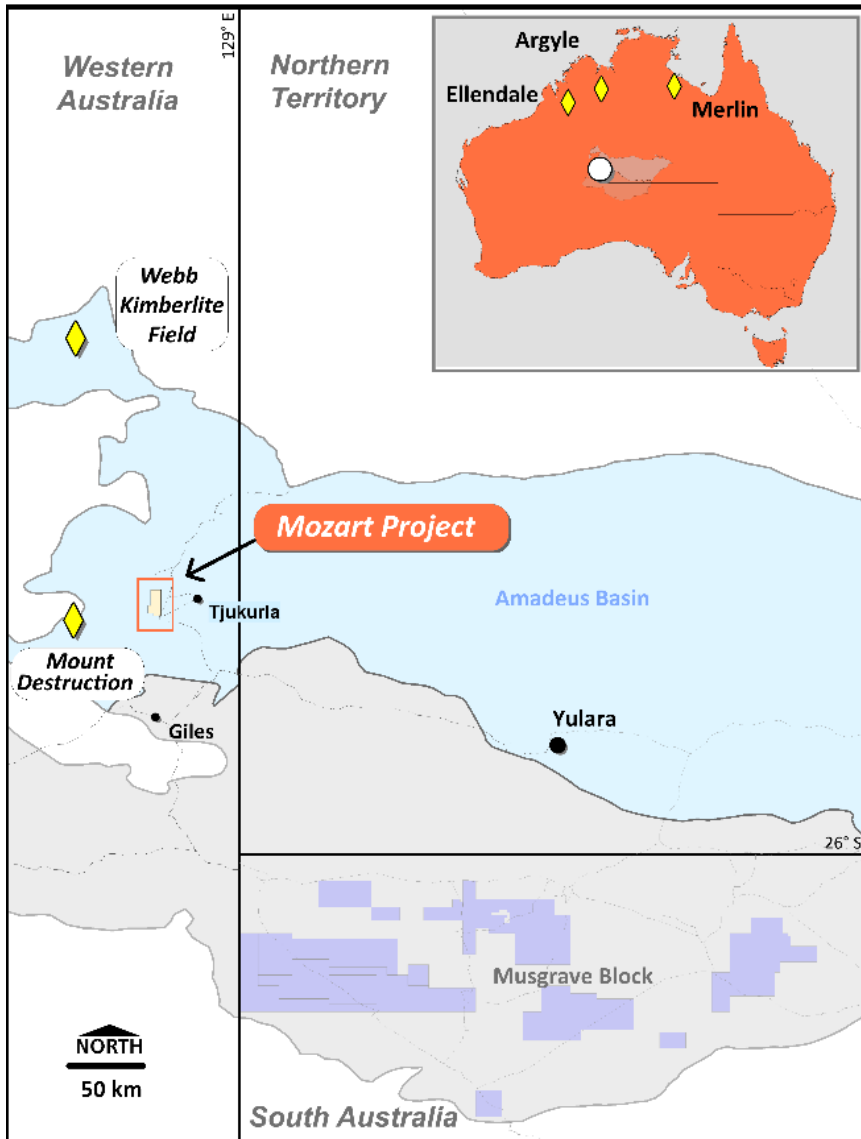 Western
Australia
129° E
Northern
Territory
Argyle
Ellendale
Merlin
Webb
Kimberlite
Field
Mozart Project
Tjukurla
Amadeus Basin
Mount
Destruction
Giles
Yulara
26° S
Musgrave Block
NORTH
50 km
South Australia